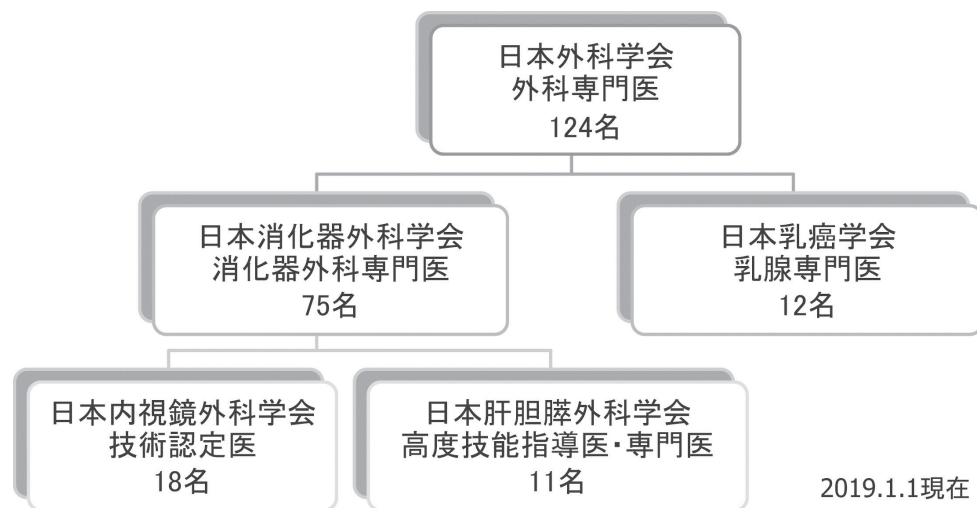 日本外科学会
外科専門医
124名
日本消化器外科学会
消化器外科専門医
75名
日本乳癌学会
乳腺専門医
12名
日本内視鏡外科学会
技術認定医
18名
日本肝胆膵外科学会
高度技能指導医・専門医
11名
2019.1.1現在